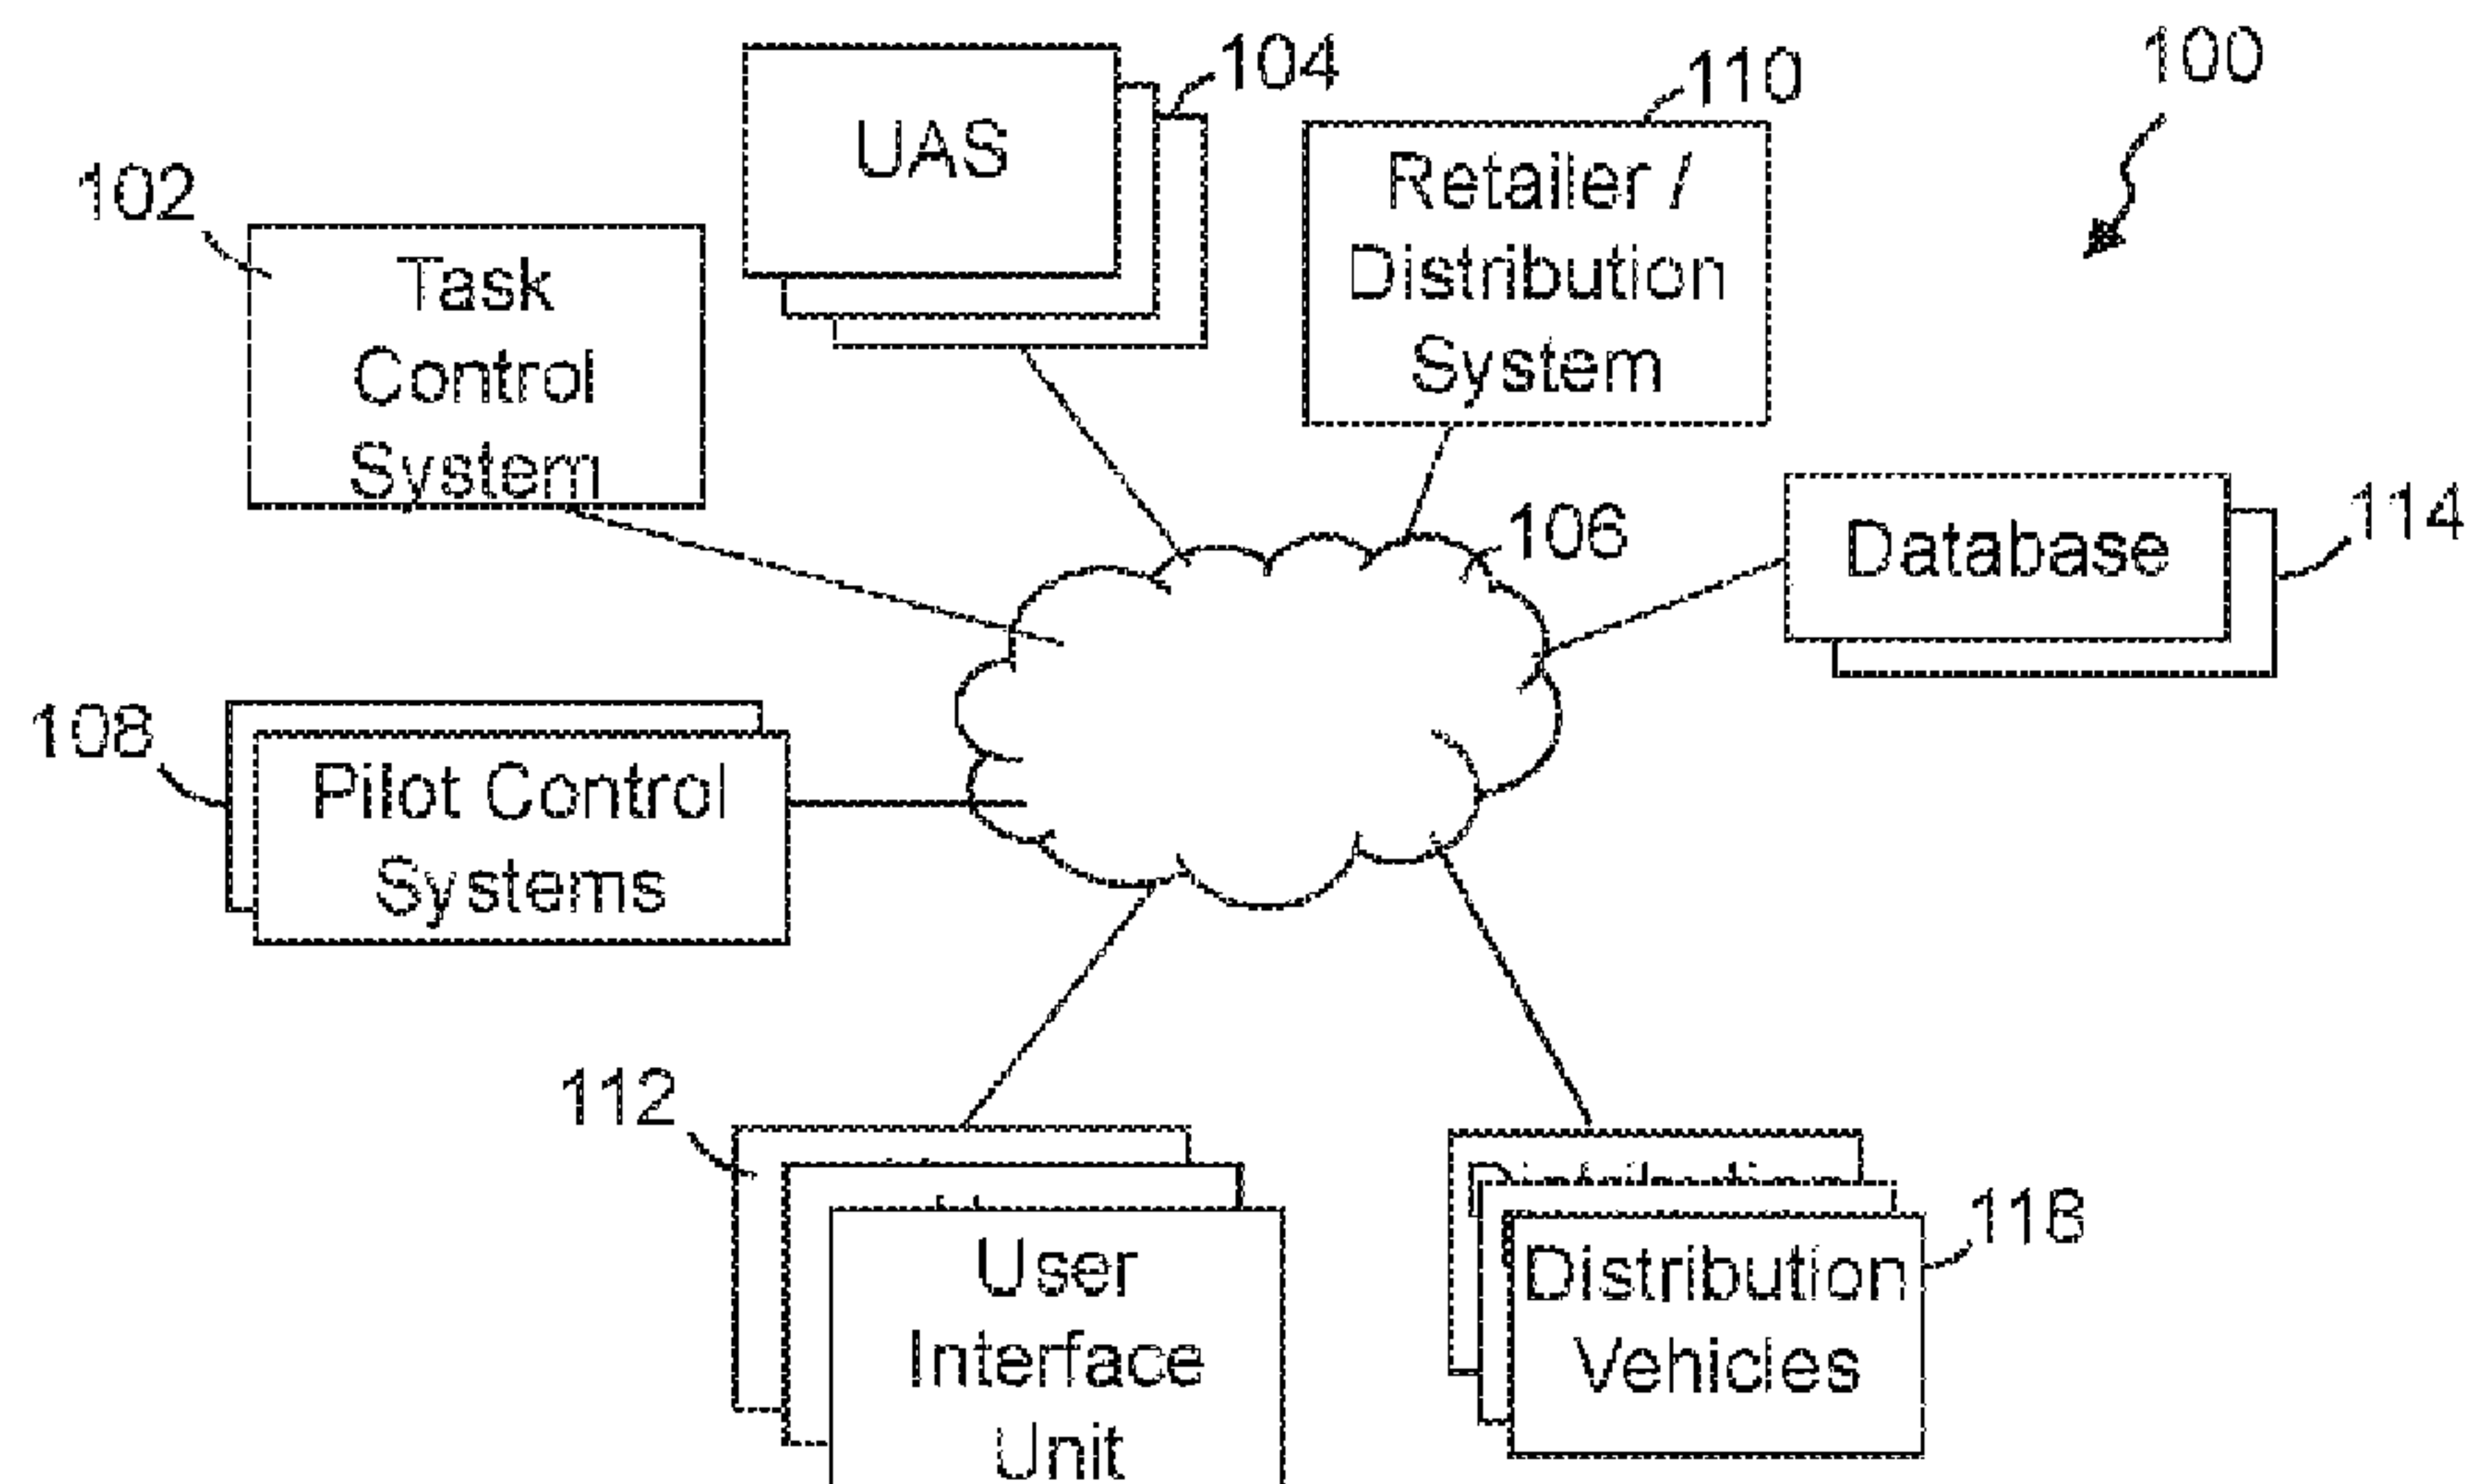 104
UAS
110
100
Retailer /
Distribution
System
102
Task
Control
System
106
Database
114
108
Pilot Control
Systems
112
User
Interface
Unit
118
Distribution
Vehicles